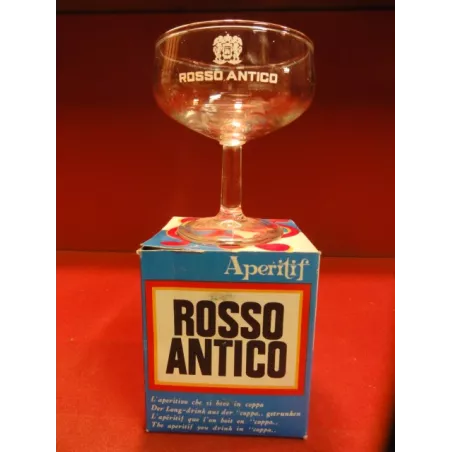 ROSSO ANTICO
Aperitif
ROSSO
ANTICO
L'aperitivo che si beve in coppa
Der Long-drink aus der "coppa„ getrunken
L'apéritif que l'on boit en "coppa„
The aperitif you drink in "coppa„